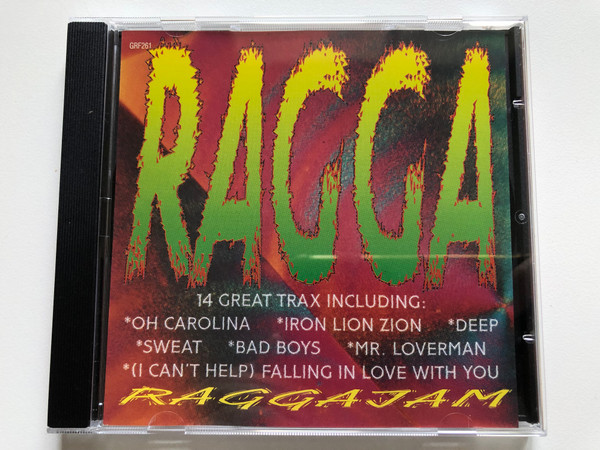 GRF261
RAGGA
14 GREAT TRAX INCLUDING:
*OH CAROLINA *IRON LION ZION *DEEP
*SWEAT *BAD BOYS *MR. LOVERMAN
*(I CAN'T HELP) FALLING IN LOVE WITH YOU
RAGGAJAM